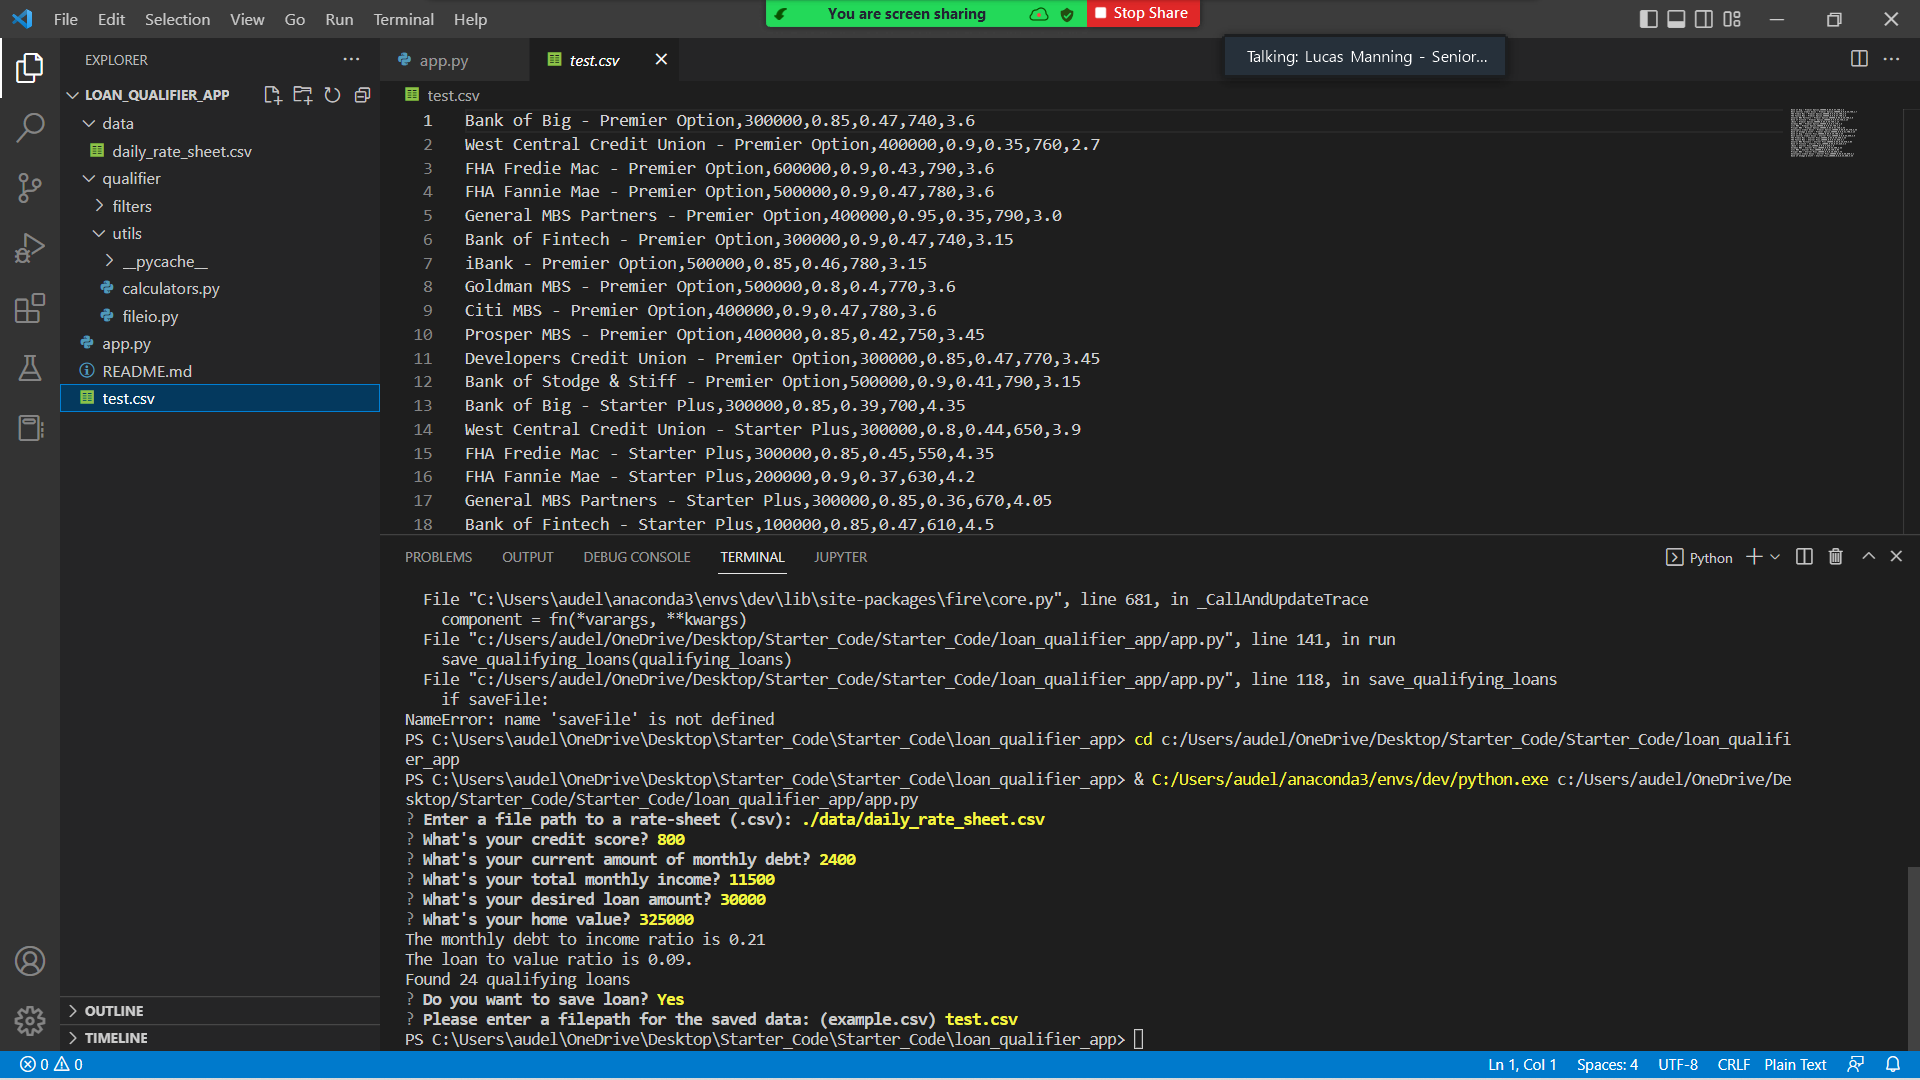 File Edit Selection View Go Run Terminal Help
You are screen sharing
Stop Share
Talking: Lucas Manning - Senior...
EXPLORER
LOAN_QUALIFIER_APP
data
daily_rate_sheet.csv
qualifier
filters
utils
__pycache__
calculators.py
fileio.py
app.py
README.md
test.csv
OUTLINE
TIMELINE
app.py
test.csv
test.csv
1 Bank of Big - Premier Option,300000,0.85,0.47,740,3.6
2 West Central Credit Union - Premier Option,400000,0.9,0.35,760,2.7
3 FHA Fredie Mac - Premier Option,600000,0.9,0.43,790,3.6
4 FHA Fannie Mae - Premier Option,500000,0.9,0.47,780,3.6
5 General MBS Partners - Premier Option,400000,0.95,0.35,790,3.0
6 Bank of Fintech - Premier Option,300000,0.9,0.47,740,3.15
7 iBank - Premier Option,500000,0.85,0.46,780,3.15
8 Goldman MBS - Premier Option,500000,0.8,0.4,770,3.6
9 Citi MBS - Premier Option,400000,0.9,0.47,780,3.6
10 Prosper MBS - Premier Option,400000,0.85,0.42,750,3.45
11 Developers Credit Union - Premier Option,300000,0.85,0.47,770,3.45
12 Bank of Stodge & Stiff - Premier Option,500000,0.9,0.41,790,3.15
13 Bank of Big - Starter Plus,300000,0.85,0.39,700,4.35
14 West Central Credit Union - Starter Plus,300000,0.8,0.44,650,3.9
15 FHA Fredie Mac - Starter Plus,300000,0.85,0.45,550,4.35
16 FHA Fannie Mae - Starter Plus,200000,0.9,0.37,630,4.2
17 General MBS Partners - Starter Plus,300000,0.85,0.36,670,4.05
18 Bank of Fintech - Starter Plus,100000,0.85,0.47,610,4.5
PROBLEMS OUTPUT DEBUG CONSOLE TERMINAL JUPYTER
Python
File "C:\Users\audel\anaconda3\envs\dev\lib\site-packages\fire\core.py", line 681, in _CallAndUpdateTrace
component = fn(*varargs, **kwargs)
File "c:/Users/audel/OneDrive/Desktop/Starter_Code/Starter_Code/loan_qualifier_app/app.py", line 141, in run
save_qualifying_loans(qualifying_loans)
File "c:/Users/audel/OneDrive/Desktop/Starter_Code/Starter_Code/loan_qualifier_app/app.py", line 118, in save_qualifying_loans
if saveFile:
NameError: name 'saveFile' is not defined
PS C:\Users\audel\OneDrive\Desktop\Starter_Code\Starter_Code\loan_qualifier_app> cd c:/Users/audel/OneDrive/Desktop/Starter_Code/Starter_Code/loan_qualifi
er_app
PS C:\Users\audel\OneDrive\Desktop\Starter_Code\Starter_Code\loan_qualifier_app> & C:/Users/audel/anaconda3/envs/dev/python.exe c:/Users/audel/OneDrive/De
sktop/Starter_Code/Starter_Code/loan_qualifier_app/app.py
? Enter a file path to a rate-sheet (.csv): ./data/daily_rate_sheet.csv
? What's your credit score? 800
? What's your current amount of monthly debt? 2400
? What's your total monthly income? 11500
? What's your desired loan amount? 30000
? What's your home value? 325000
The monthly debt to income ratio is 0.21
The loan to value ratio is 0.09.
Found 24 qualifying loans
? Do you want to save loan? Yes
? Please enter a filepath for the saved data: (example.csv) test.csv
PS C:\Users\audel\OneDrive\Desktop\Starter_Code\Starter_Code\loan_qualifier_app>
0 0
Ln 1, Col 1 Spaces: 4 UTF-8 CRLF Plain Text